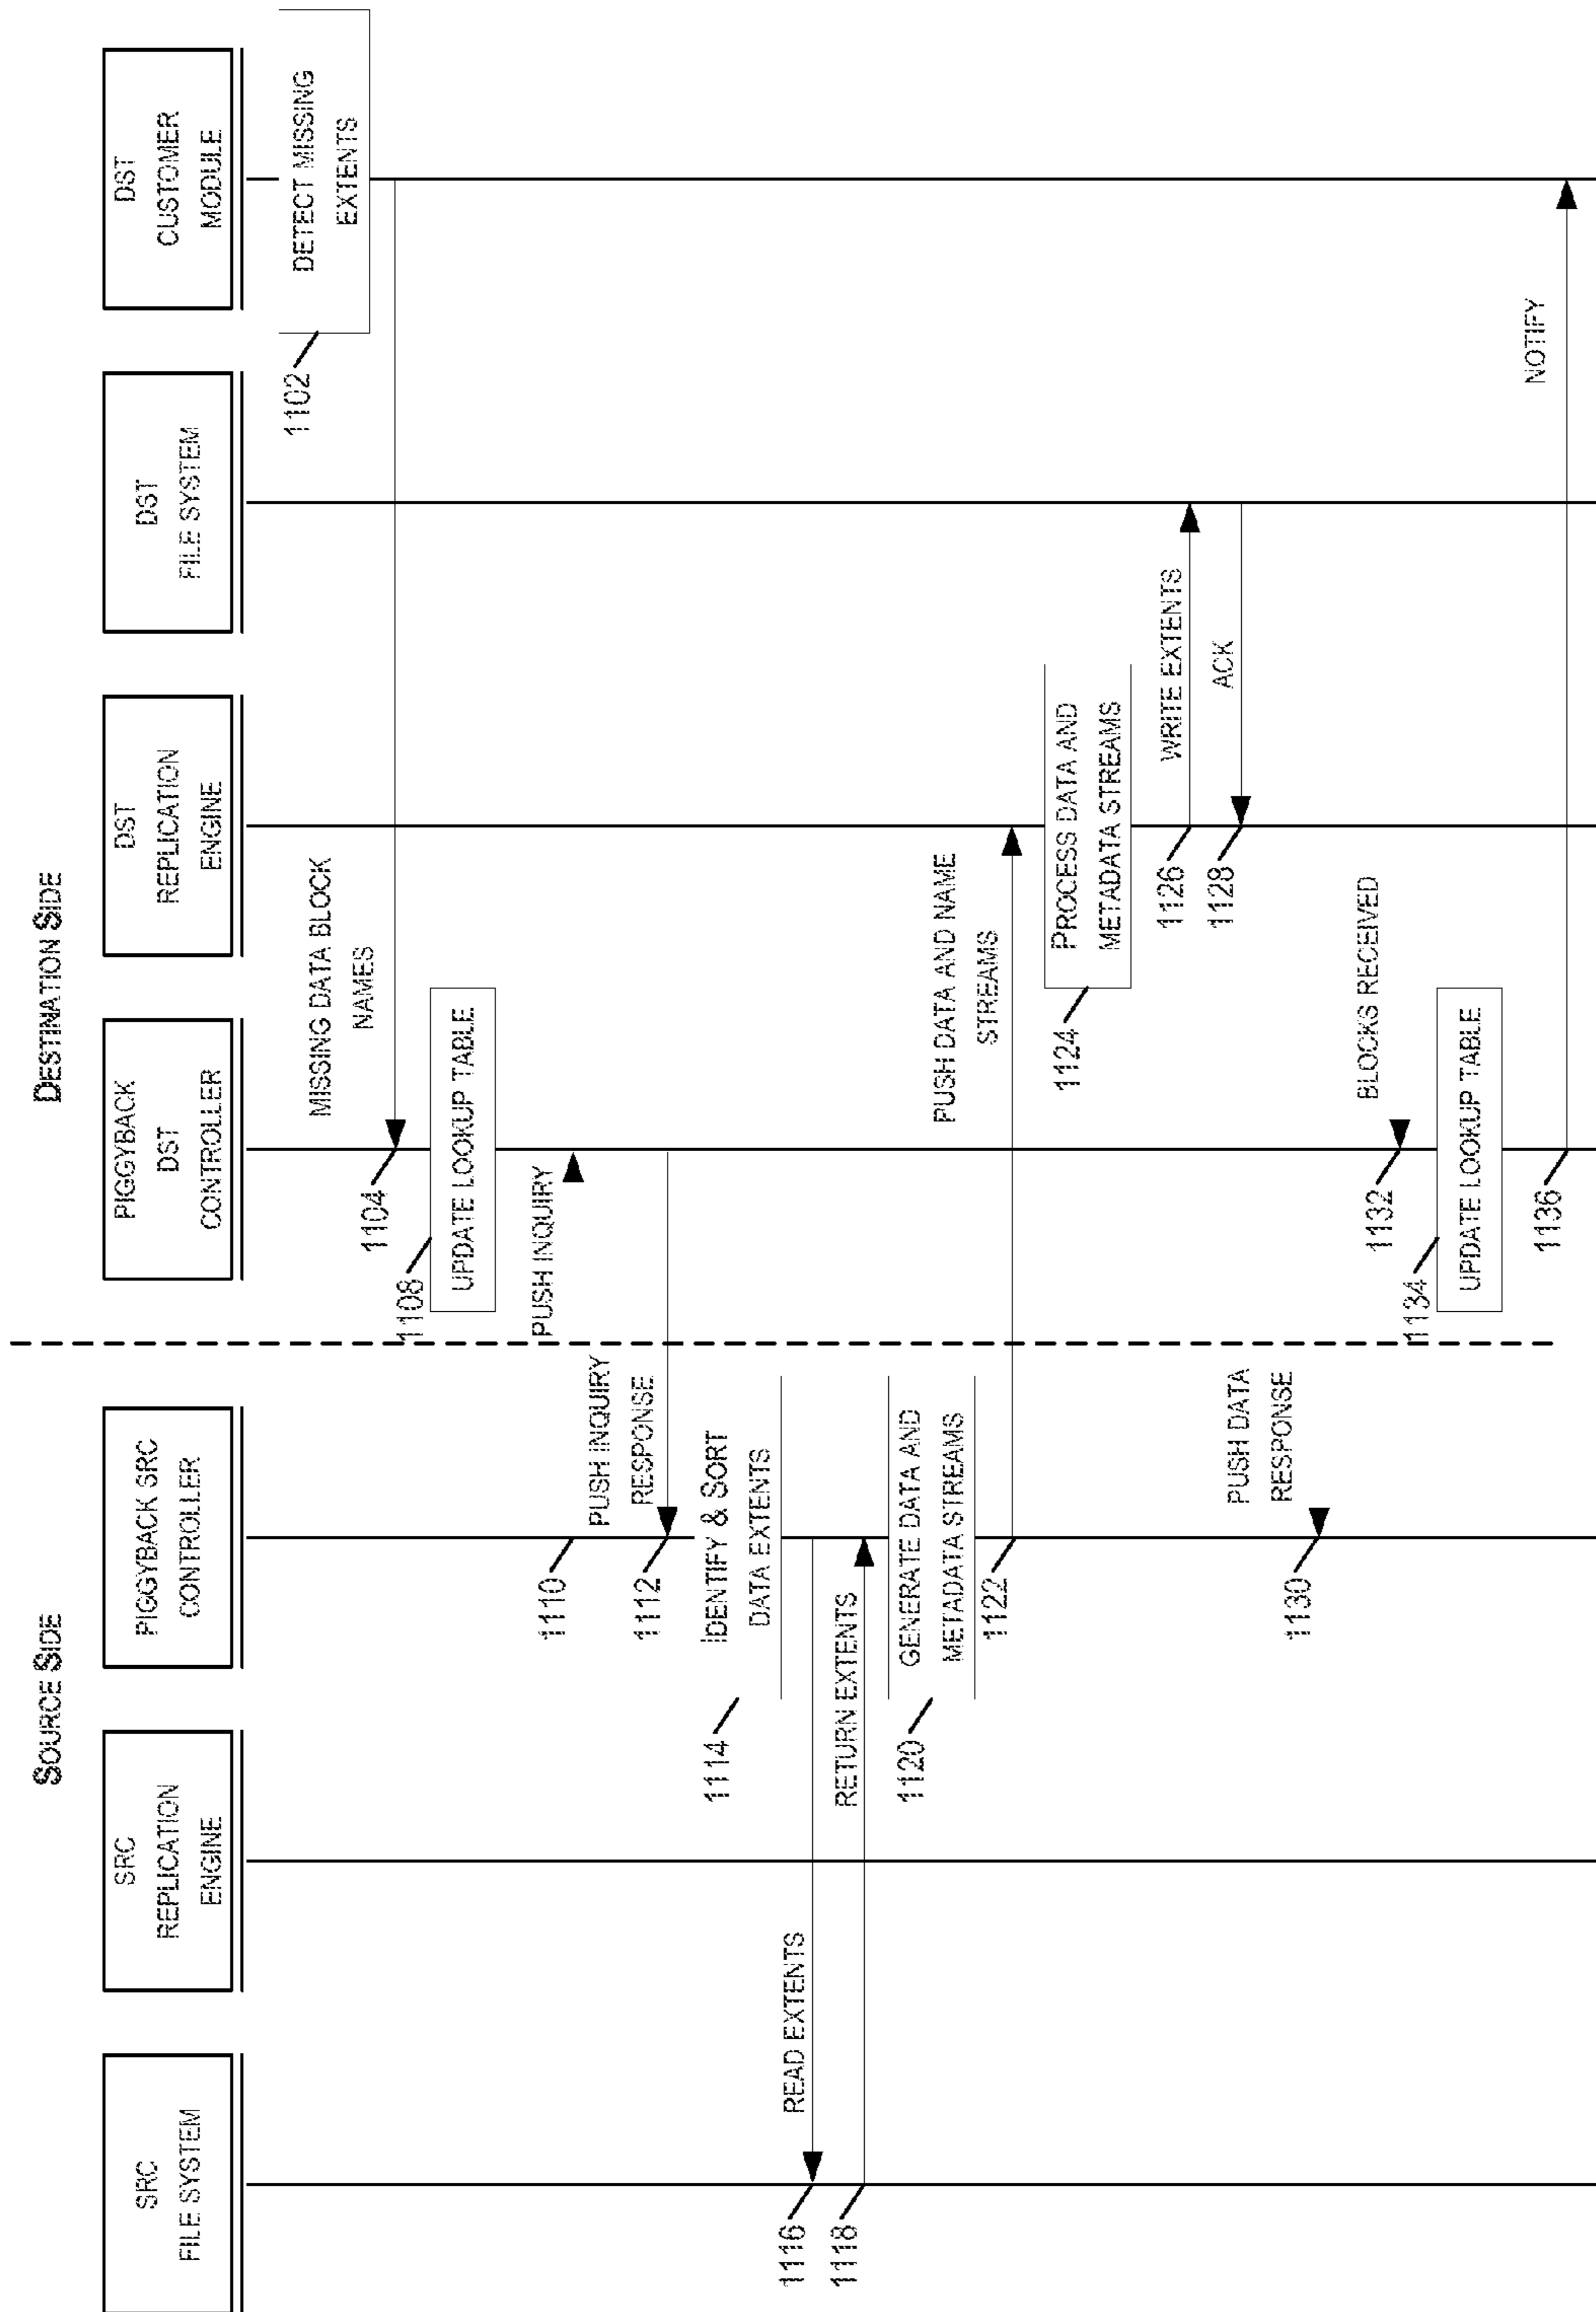 SOURCE SIDE
DESTINATION SIDE
SRC
FILE SYSTEM
SRC
REPLICATION
ENGINE
PIGGYBACK SRC
CONTROLLER
PIGGYBACK
DST
CONTROLLER
DST
REPLICATION
ENGINE
DST
FILE SYSTEM
DST
CUSTOMER
MODULE
1102
DETECT MISSING
EXTENTS
MISSING DATA BLOCK
NAMES
1104
1108
UPDATE LOOKUP TABLE
1110
PUSH INQUIRY
PUSH INQUIRY
RESPONSE
1112
1114
IDENTIFY & SORT
DATA EXTENTS
READ EXTENTS
1116
RETURN EXTENTS
1118
1120
GENERATE DATA AND
METADATA STREAMS
PUSH DATA AND NAME
STREAMS
1122
1124
PROCESS DATA AND
METADATA STREAMS
WRITE EXTENTS
1126
ACK
1128
PUSH DATA
RESPONSE
1130
BLOCKS RECEIVED
1132
1134
UPDATE LOOKUP TABLE
NOTIFY
1136